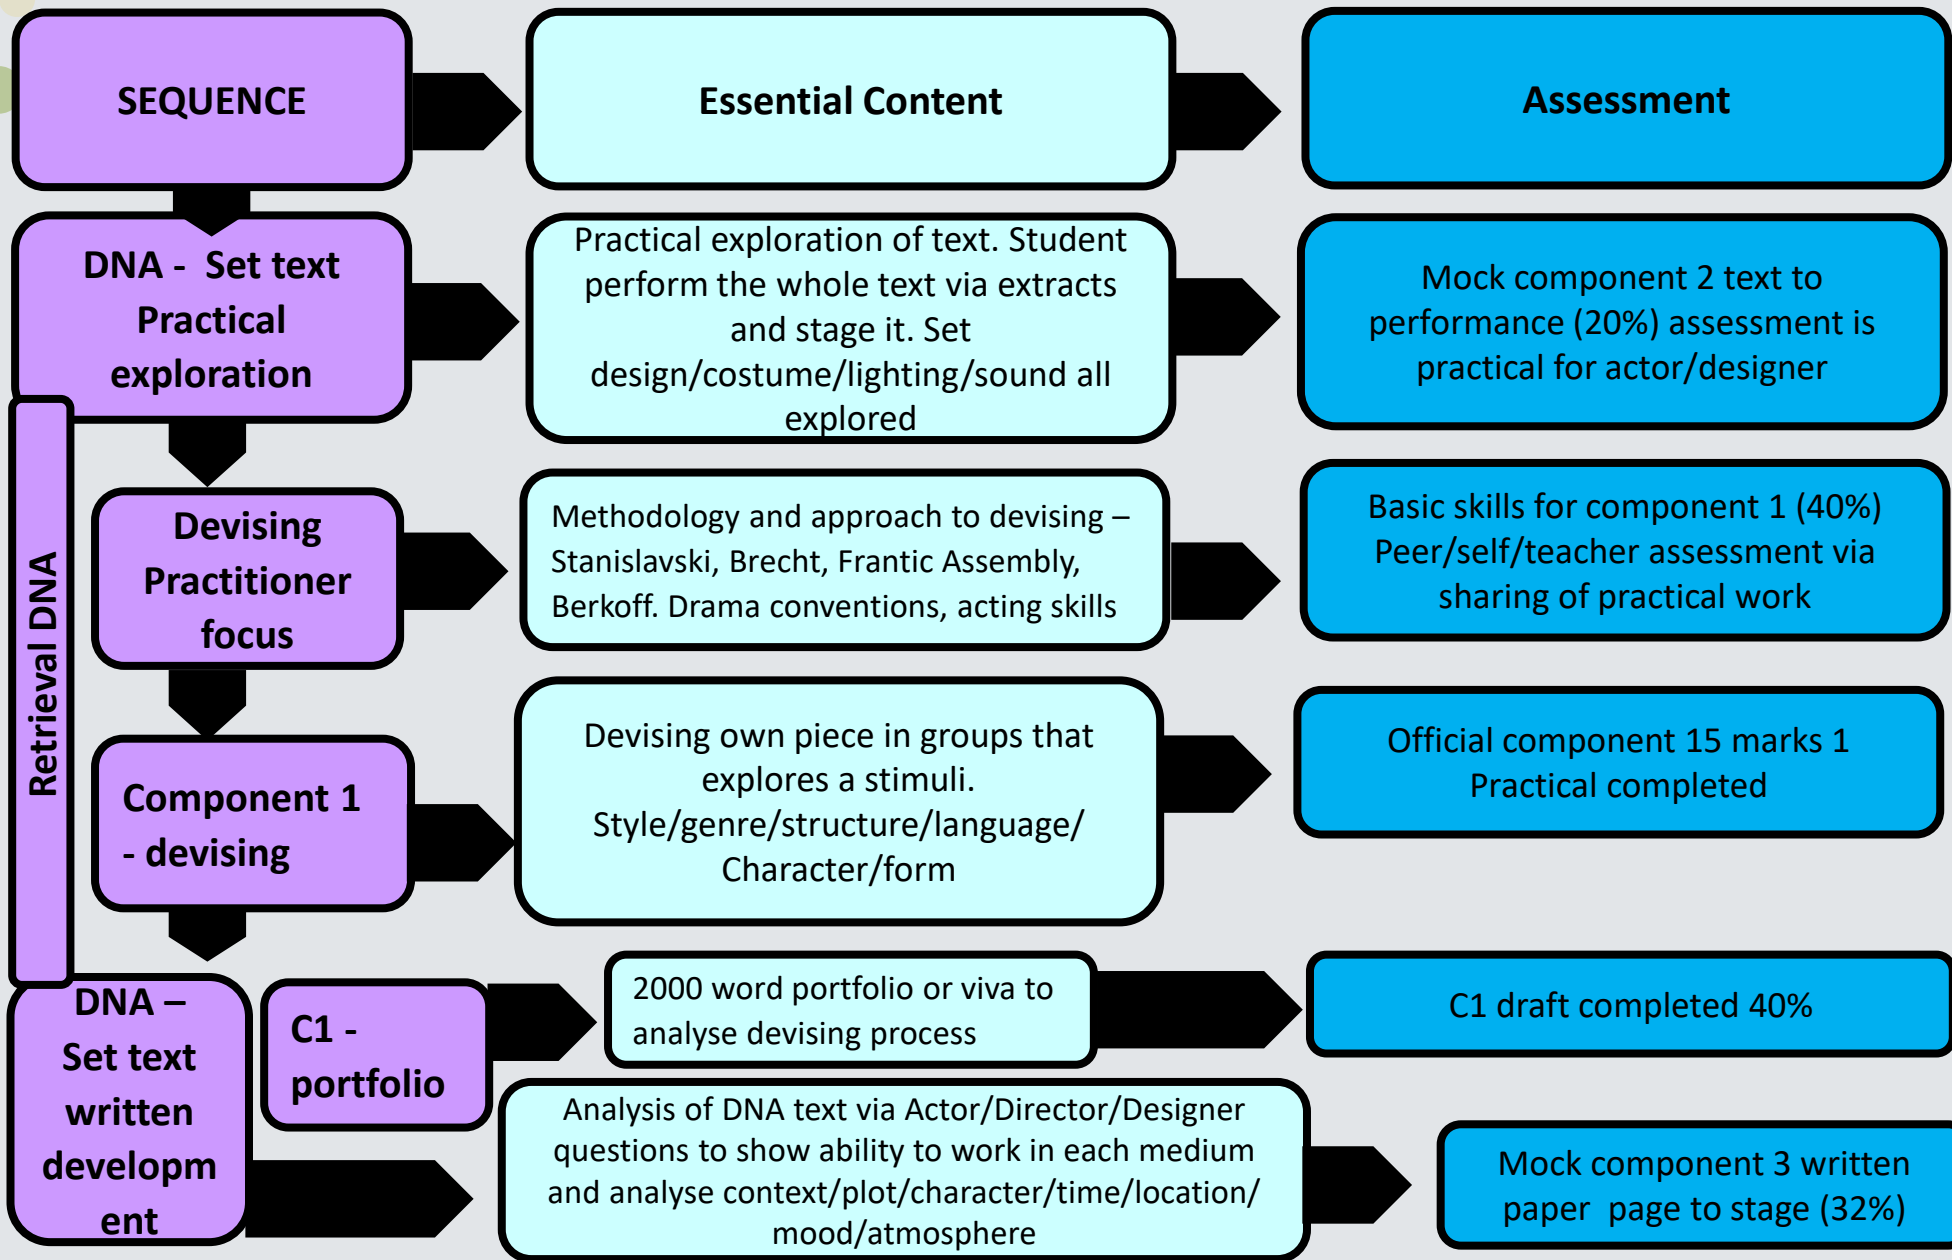 SEQUENCE
Essential Content
Assessment
DNA - Set text
Practical
exploration
Practical exploration of text. Student
perform the whole text via extracts
and stage it. Set
design/costume/lighting/sound all
explored
Mock component 2 text to
performance (20%) assessment is
practical for actor/designer
Retrieval DNA
Devising
Practitioner
focus
Methodology and approach to devising –
Stanislavski, Brecht, Frantic Assembly,
Berkoff. Drama conventions, acting skills
Basic skills for component 1 (40%)
Peer/self/teacher assessment via
sharing of practical work
Component 1
- devising
Devising own piece in groups that
explores a stimuli.
Style/genre/structure/language/
Character/form
Official component 15 marks 1
Practical completed
DNA –
Set text
written
developm
ent
C1 -
portfolio
2000 word portfolio or viva to
analyse devising process
C1 draft completed 40%
Analysis of DNA text via Actor/Director/Designer
questions to show ability to work in each medium
and analyse context/plot/character/time/location/
mood/atmosphere
Mock component 3 written
paper  page to stage (32%)